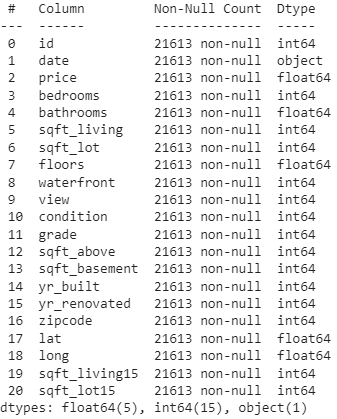 #   Column         Non-Null Count  Dtype
---  ------         --------------  -----
0   id             21613 non-null  int64
1   date           21613 non-null  object
2   price          21613 non-null  float64
3   bedrooms       21613 non-null  int64
4   bathrooms      21613 non-null  float64
5   sqft_living    21613 non-null  int64
6   sqft_lot       21613 non-null  int64
7   floors         21613 non-null  float64
8   waterfront     21613 non-null  int64
9   view           21613 non-null  int64
10  condition      21613 non-null  int64
11  grade          21613 non-null  int64
12  sqft_above     21613 non-null  int64
13  sqft_basement  21613 non-null  int64
14  yr_built       21613 non-null  int64
15  yr_renovated   21613 non-null  int64
16  zipcode        21613 non-null  int64
17  lat            21613 non-null  float64
18  long           21613 non-null  float64
19  sqft_living15  21613 non-null  int64
20  sqft_lot15     21613 non-null  int64
dtypes: float64(5), int64(15), object(1)